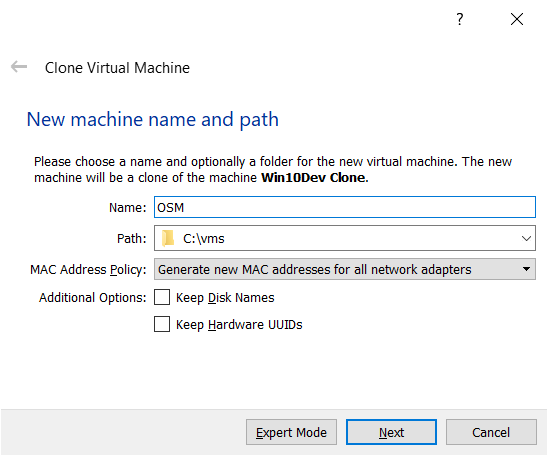 ?
Clone Virtual Machine
New machine name and path
Please choose a name and optionally a folder for the new virtual machine. The new
machine will be a clone of the machine Win10Dev Clone.
Name: OSM
Path: C:\vms
MAC Address Policy: Generate new MAC addresses for all network adapters
Additional Options: Keep Disk Names
Keep Hardware UUIDs
Expert Mode Next Cancel